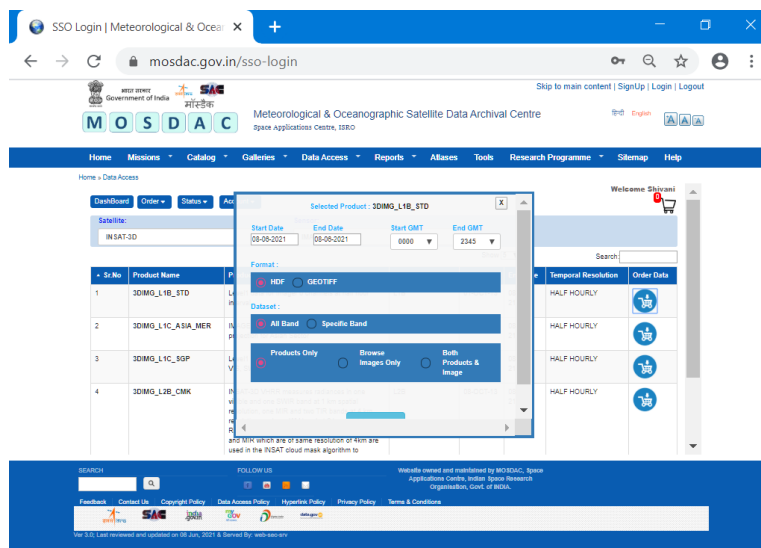 SSO Login | Meteorological & Ocea
mosdac.gov.in/sso-login
Skip to main content | SignUp | Login | Logout
भारत सरकार
Government of India
मॉस्डैक
SAC
MOSDAC
Meteorological & Oceanographic Satellite Data Archival Centre
Space Applications Centre, ISRO
हिन्दी English A A A
Home Missions Catalog Galleries Data Access Reports Atlases Tools Research Programme Sitemap Help
Home » Data Access
Welcome Shivani
0
DashBoard Order Status
Satellite:
INSAT-3D
Search:
Sr.No Product Name Temporal Resolution Order Data
1 3DIMG_L1B_STD HALF HOURLY
2 3DIMG_L1C_ASIA_MER
3 3DIMG_L1C_SGP HALF HOURLY
4 3DIMG_L2B_CMK HALF HOURLY
and MIR which are of same resolution of 4km are
used in the INSAT cloud mask algorithm to
Selected Product : 3DIMG_L1B_STD X
Start Date End Date Start GMT End GMT
08-06-2021 08-06-2021 0000 2345
Format :
HDF GEOTIFF
Dataset :
All Band Specific Band
Products Only Browse Images Only Both Products & Image
SEARCH
FOLLOW US
Website owned and maintained by MOSDAC, Space
Applications Centre, Indian Space Research
Organisation, Govt. of INDIA.
Feedback Contact Us Copyright Policy Data Access Policy Hyperlink Policy Privacy Policy Terms & Conditions
SAC
Ver 3.0; Last reviewed and updated on 08 Jun, 2021 & Served By: web-sec-srv